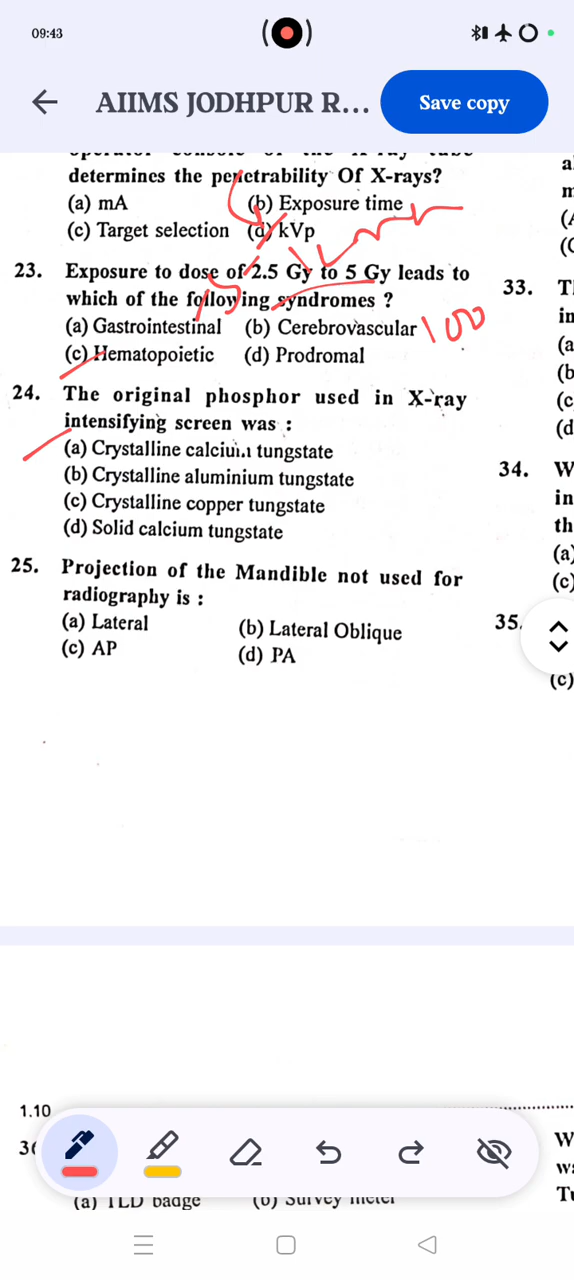 09:43
AIIMS JODHPUR R...
Save copy
determines the penetrability Of X-rays?
(a) mA (b) Exposure time
(c) Target selection (d) kVp
23. Exposure to dose of 2.5 Gy to 5 Gy leads to
which of the following syndromes ?
(a) Gastrointestinal (b) Cerebrovascular
100
(c) Hematopoietic (d) Prodromal
24. The original phosphor used in X-ray
intensifying screen was :
(a) Crystalline calcium tungstate
(b) Crystalline aluminium tungstate
(c) Crystalline copper tungstate
(d) Solid calcium tungstate
25. Projection of the Mandible not used for
radiography is :
(a) Lateral (b) Lateral Oblique
(c) AP (d) PA
33.
in
(a
(b
(c
(d
34. W
in
th
(a)
(c)
35.
(c)
1.10
(a) TLD badge (b) Survey meter